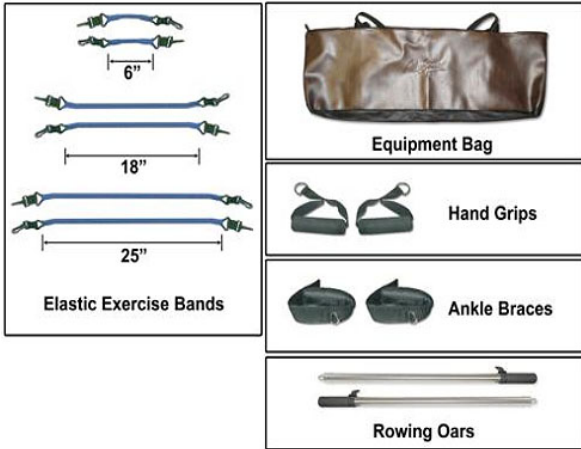 6”
18”
25”
Elastic Exercise Bands
Equipment Bag
Hand Grips
Ankle Braces
Rowing Oars